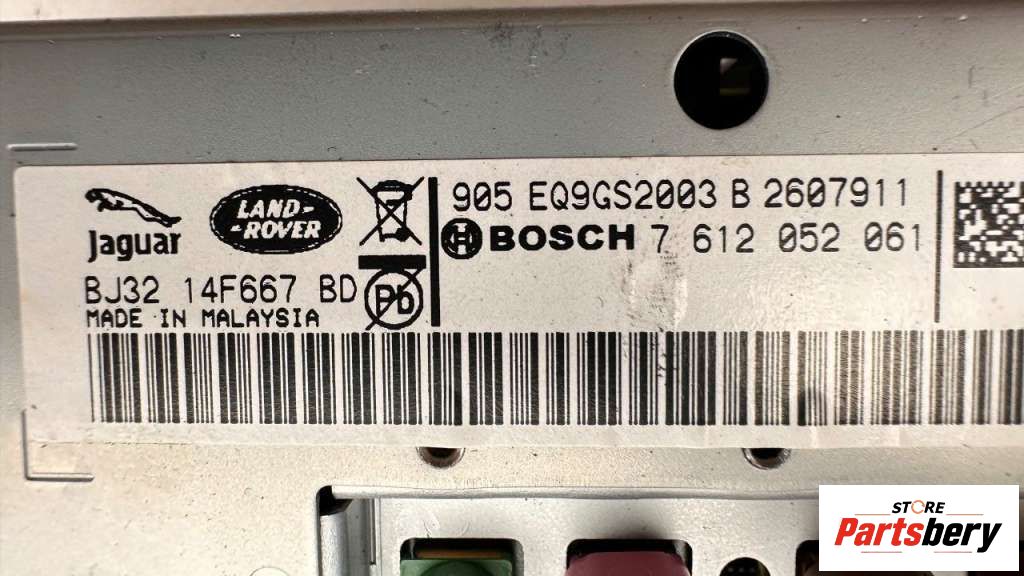 Jaguar
LAND-
-ROVER
BJ32 14F667 BD
MADE IN MALAYSIA
Pb
905 EQ9GS2003 B 2607911
BOSCH 7 612 052 061
STORE
Partsbery